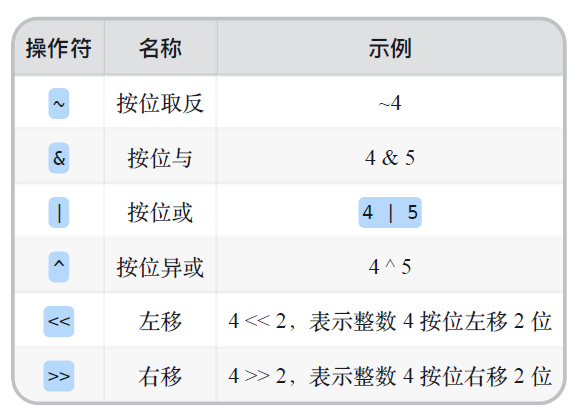 操作符 名称 示例
~ 按位取反 ~4
& 按位与 4 & 5
| 按位或 4 | 5
^ 按位异或 4 ^ 5
<< 左移 4 << 2，表示整数 4 按位左移 2 位
>> 右移 4 >> 2，表示整数 4 按位右移 2 位